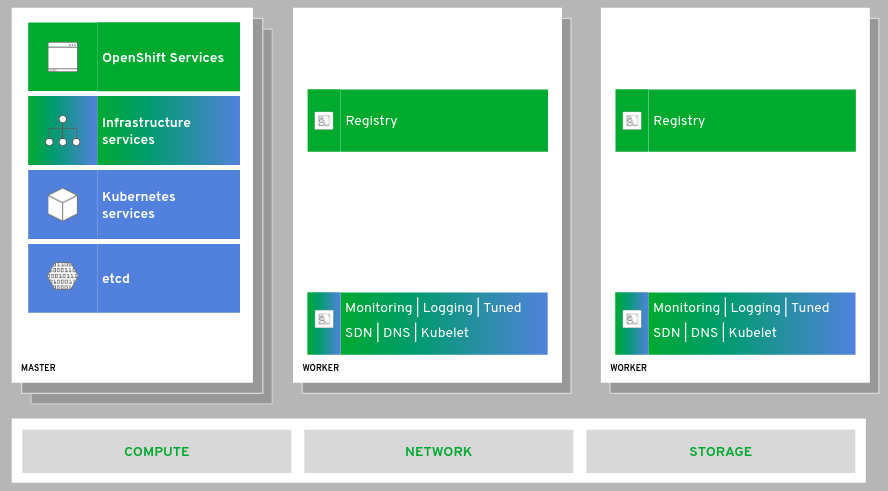 OpenShift Services
Infrastructure
services
Kubernetes
services
etcd
MASTER
Registry
Monitoring | Logging | Tuned
SDN | DNS | Kubelet
WORKER
Registry
Monitoring | Logging | Tuned
SDN | DNS | Kubelet
WORKER
COMPUTE
NETWORK
STORAGE